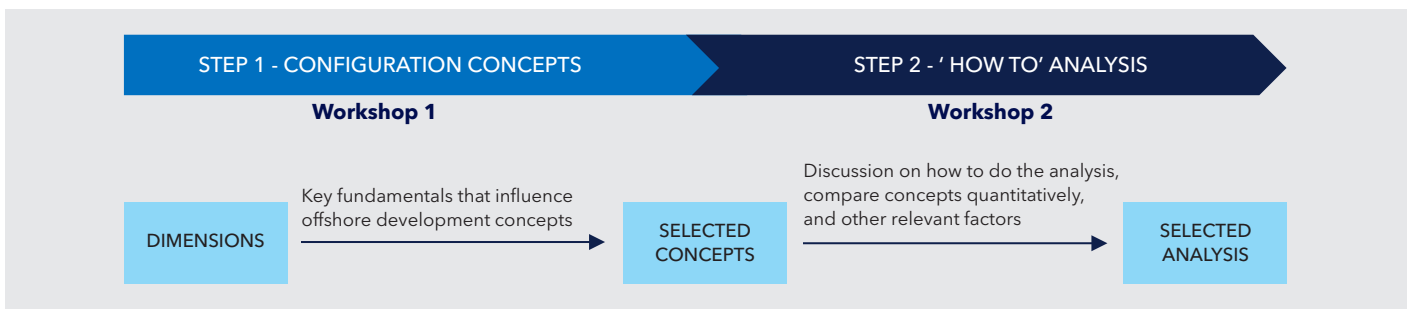 STEP 1 - CONFIGURATION CONCEPTS
STEP 2 - ‘ HOW TO’ ANALYSIS
Workshop 1
Workshop 2
DIMENSIONS
Key fundamentals that influence
offshore development concepts
SELECTED
CONCEPTS
Discussion on how to do the analysis,
compare concepts quantitatively,
and other relevant factors
SELECTED
ANALYSIS